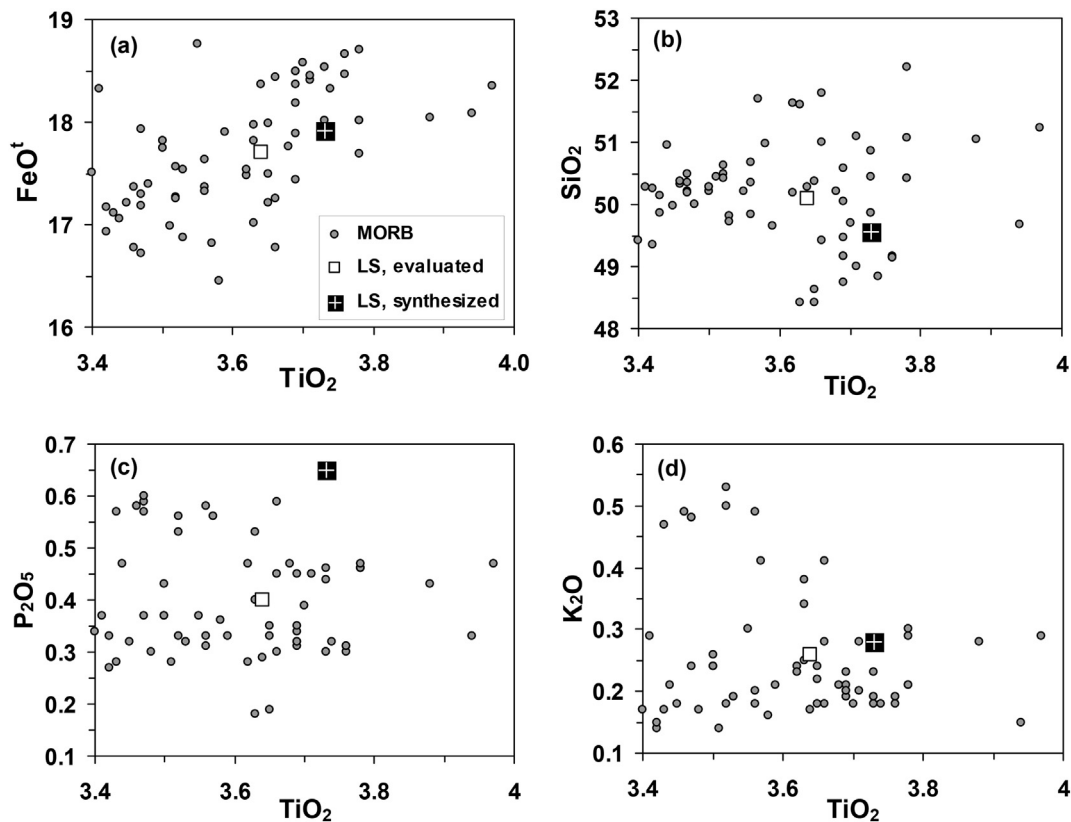 (a)
FeOᵗ
19
18
17
16
3.4
3.6
3.8
4.0
TiO₂
MORB
LS, evaluated
LS, synthesized
(b)
SiO₂
53
52
51
50
49
48
3.4
3.6
3.8
4
TiO₂
(c)
P₂O₅
0.7
0.6
0.5
0.4
0.3
0.2
0.1
3.4
3.6
3.8
4
TiO₂
(d)
K₂O
0.6
0.5
0.4
0.3
0.2
0.1
3.4
3.6
3.8
4
TiO₂